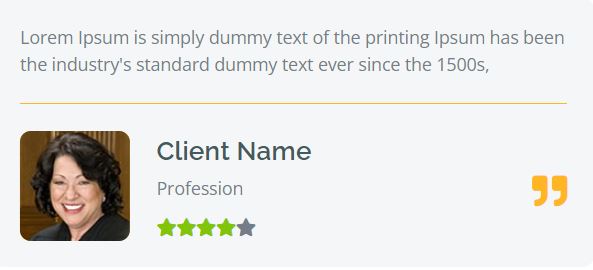 Lorem Ipsum is simply dummy text of the printing Ipsum has been
the industry's standard dummy text ever since the 1500s,
Client Name
Profession